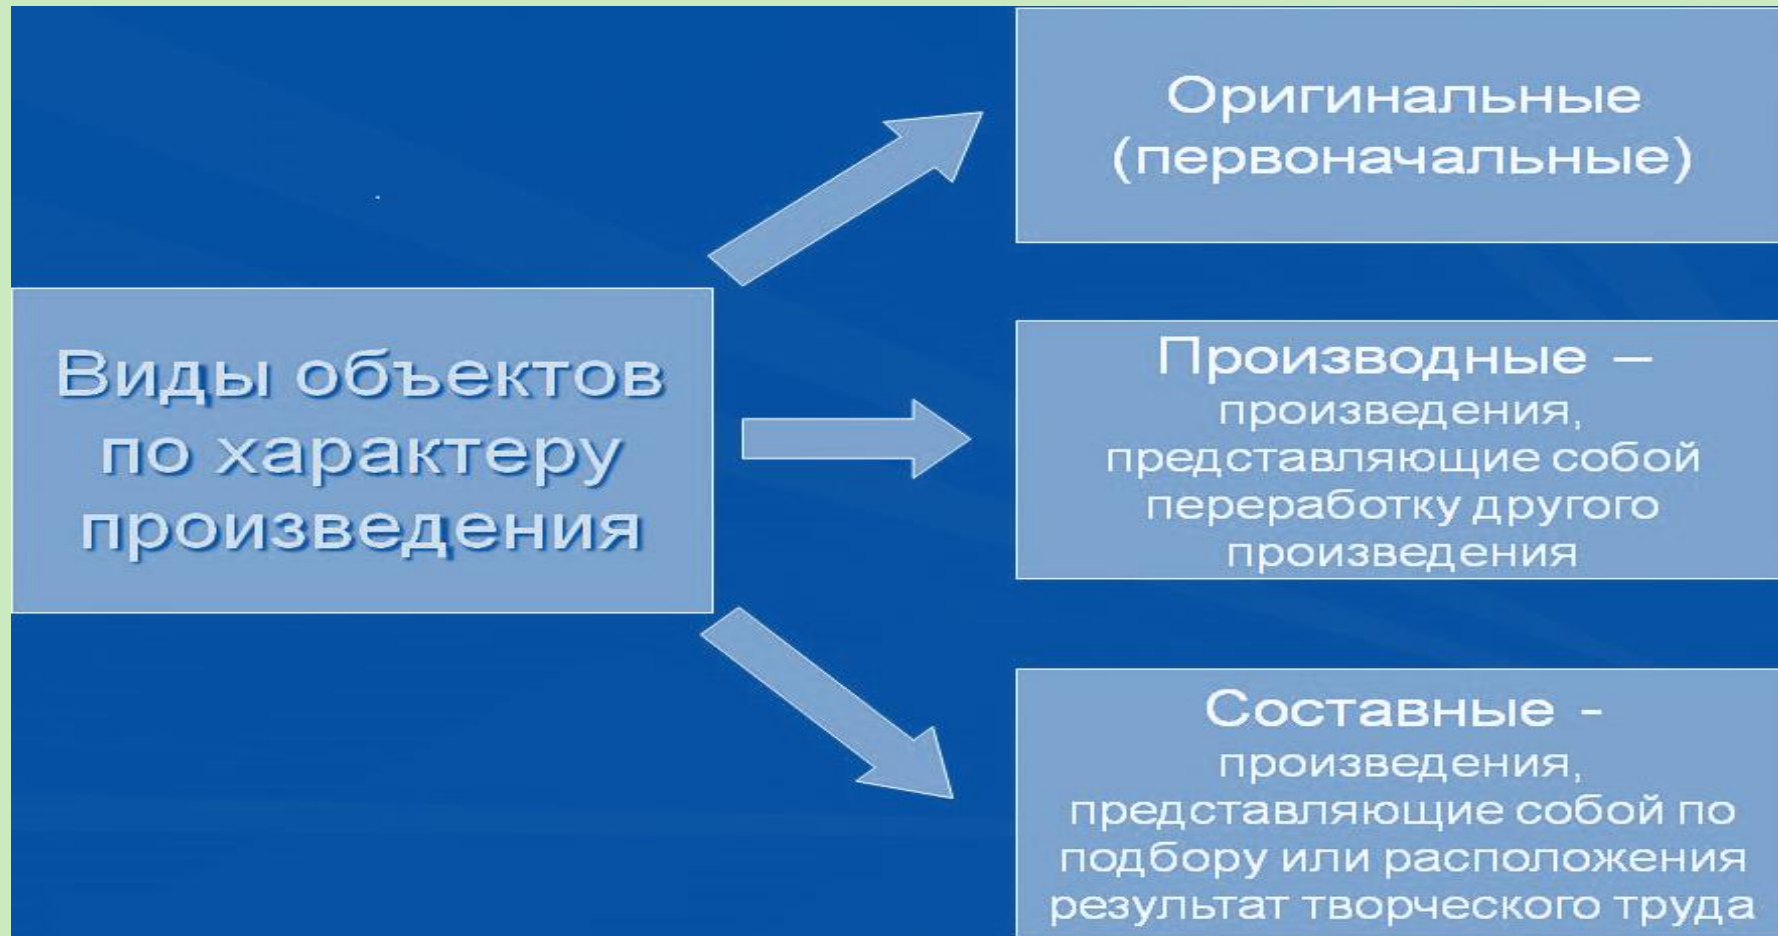 Виды объектов
по характеру
произведения
Оригинальные
(первоначальные)
Производные –
произведения,
представляющие собой
переработку другого
произведения
Составные -
произведения,
представляющие собой по
подбору или расположения
результат творческого труда